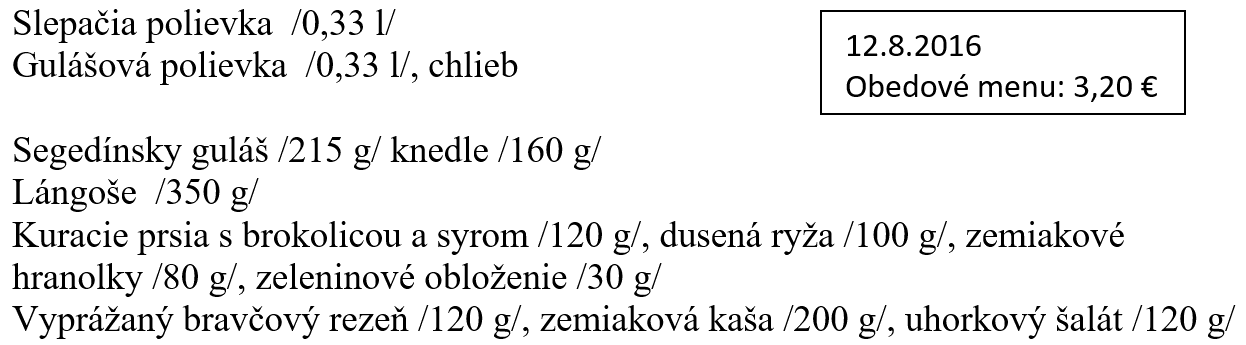 Slepačia polievka /0,33 l/
Gulášová polievka /0,33 l/, chlieb
12.8.2016
Obedové menu: 3,20 €
Segedínsky guláš /215 g/ knedle /160 g/
Lángoše /350 g/
Kuracie prsia s brokolicou a syrom /120 g/, dusená ryža /100 g/, zemiakové
hranolky /80 g/, zeleninové obloženie /30 g/
Vyprážaný bravčový rezeň /120 g/, zemiaková kaša /200 g/, uhorkový šalát /120 g/